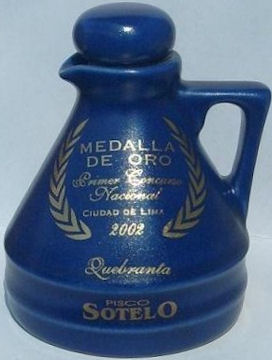 MEDALLA
DE ORO
Primer Concurso
Nacional
CIUDAD DE LIMA
2002
Quebranta
PISCO
SOTELO